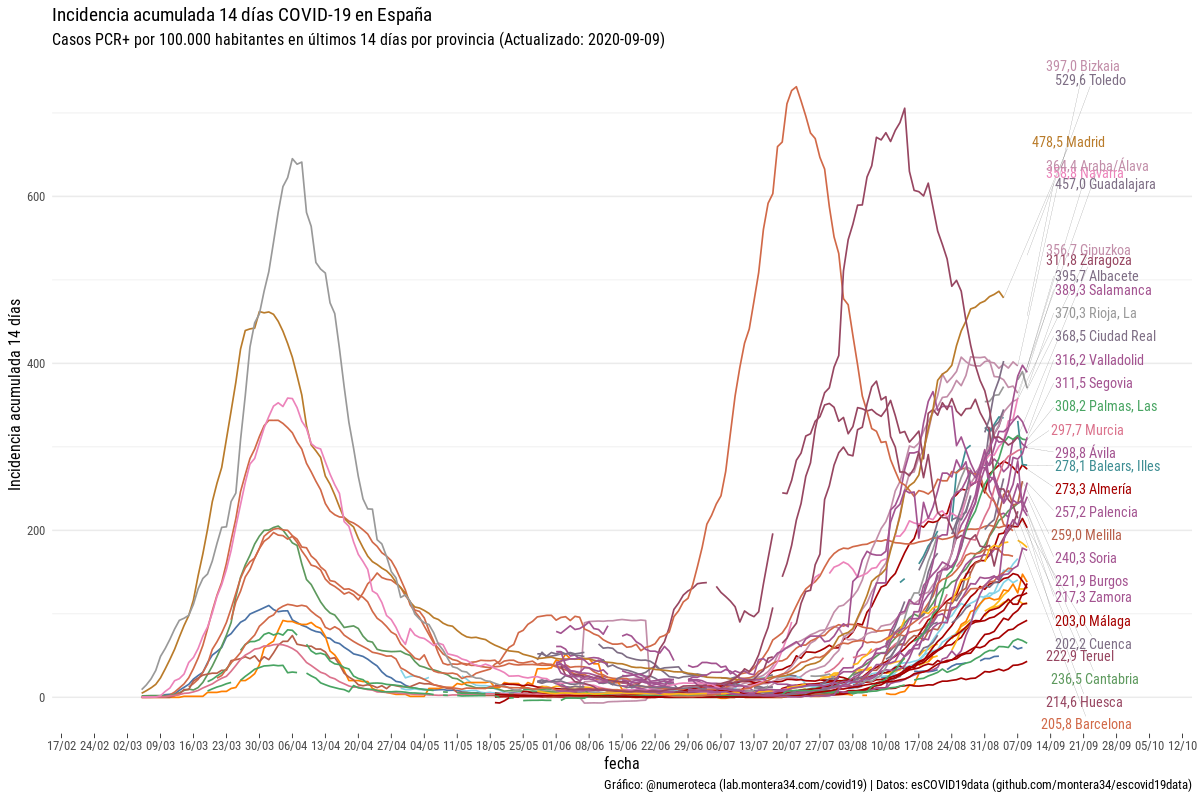 Incidencia acumulada 14 días COVID-19 en España
Casos PCR+ por 100.000 habitantes en últimos 14 días por provincia (Actualizado: 2020-09-09)
Incidencia acumulada 14 días
600
400
200
0
397,0 Bizkaia
529,6 Toledo
478,5 Madrid
364,4 Araba/Álava
338,8 Navarra
457,0 Guadalajara
356,7 Gipuzkoa
311,8 Zaragoza
395,7 Albacete
389,3 Salamanca
370,3 Rioja, La
368,5 Ciudad Real
316,2 Valladolid
311,5 Segovia
308,2 Palmas, Las
297,7 Murcia
298,8 Ávila
278,1 Balears, Illes
273,3 Almería
257,2 Palencia
259,0 Melilla
240,3 Soria
221,9 Burgos
217,3 Zamora
203,0 Málaga
202,2 Cuenca
222,9 Teruel
236,5 Cantabria
214,6 Huesca
205,8 Barcelona
17/02 24/02 02/03 09/03 16/03 23/03 30/03 06/04 13/04 20/04 27/04 04/05 11/05 18/05 25/05 01/06 08/06 15/06 22/06 29/06 06/07 13/07 20/07 27/07 03/08 10/08 17/08 24/08 31/08 07/09 14/09 21/09 28/09 05/10 12/10
fecha
Gráfico: @numeroteca (lab.montera34.com/covid19) | Datos: esCOVID19data (github.com/montera34/escovid19data)